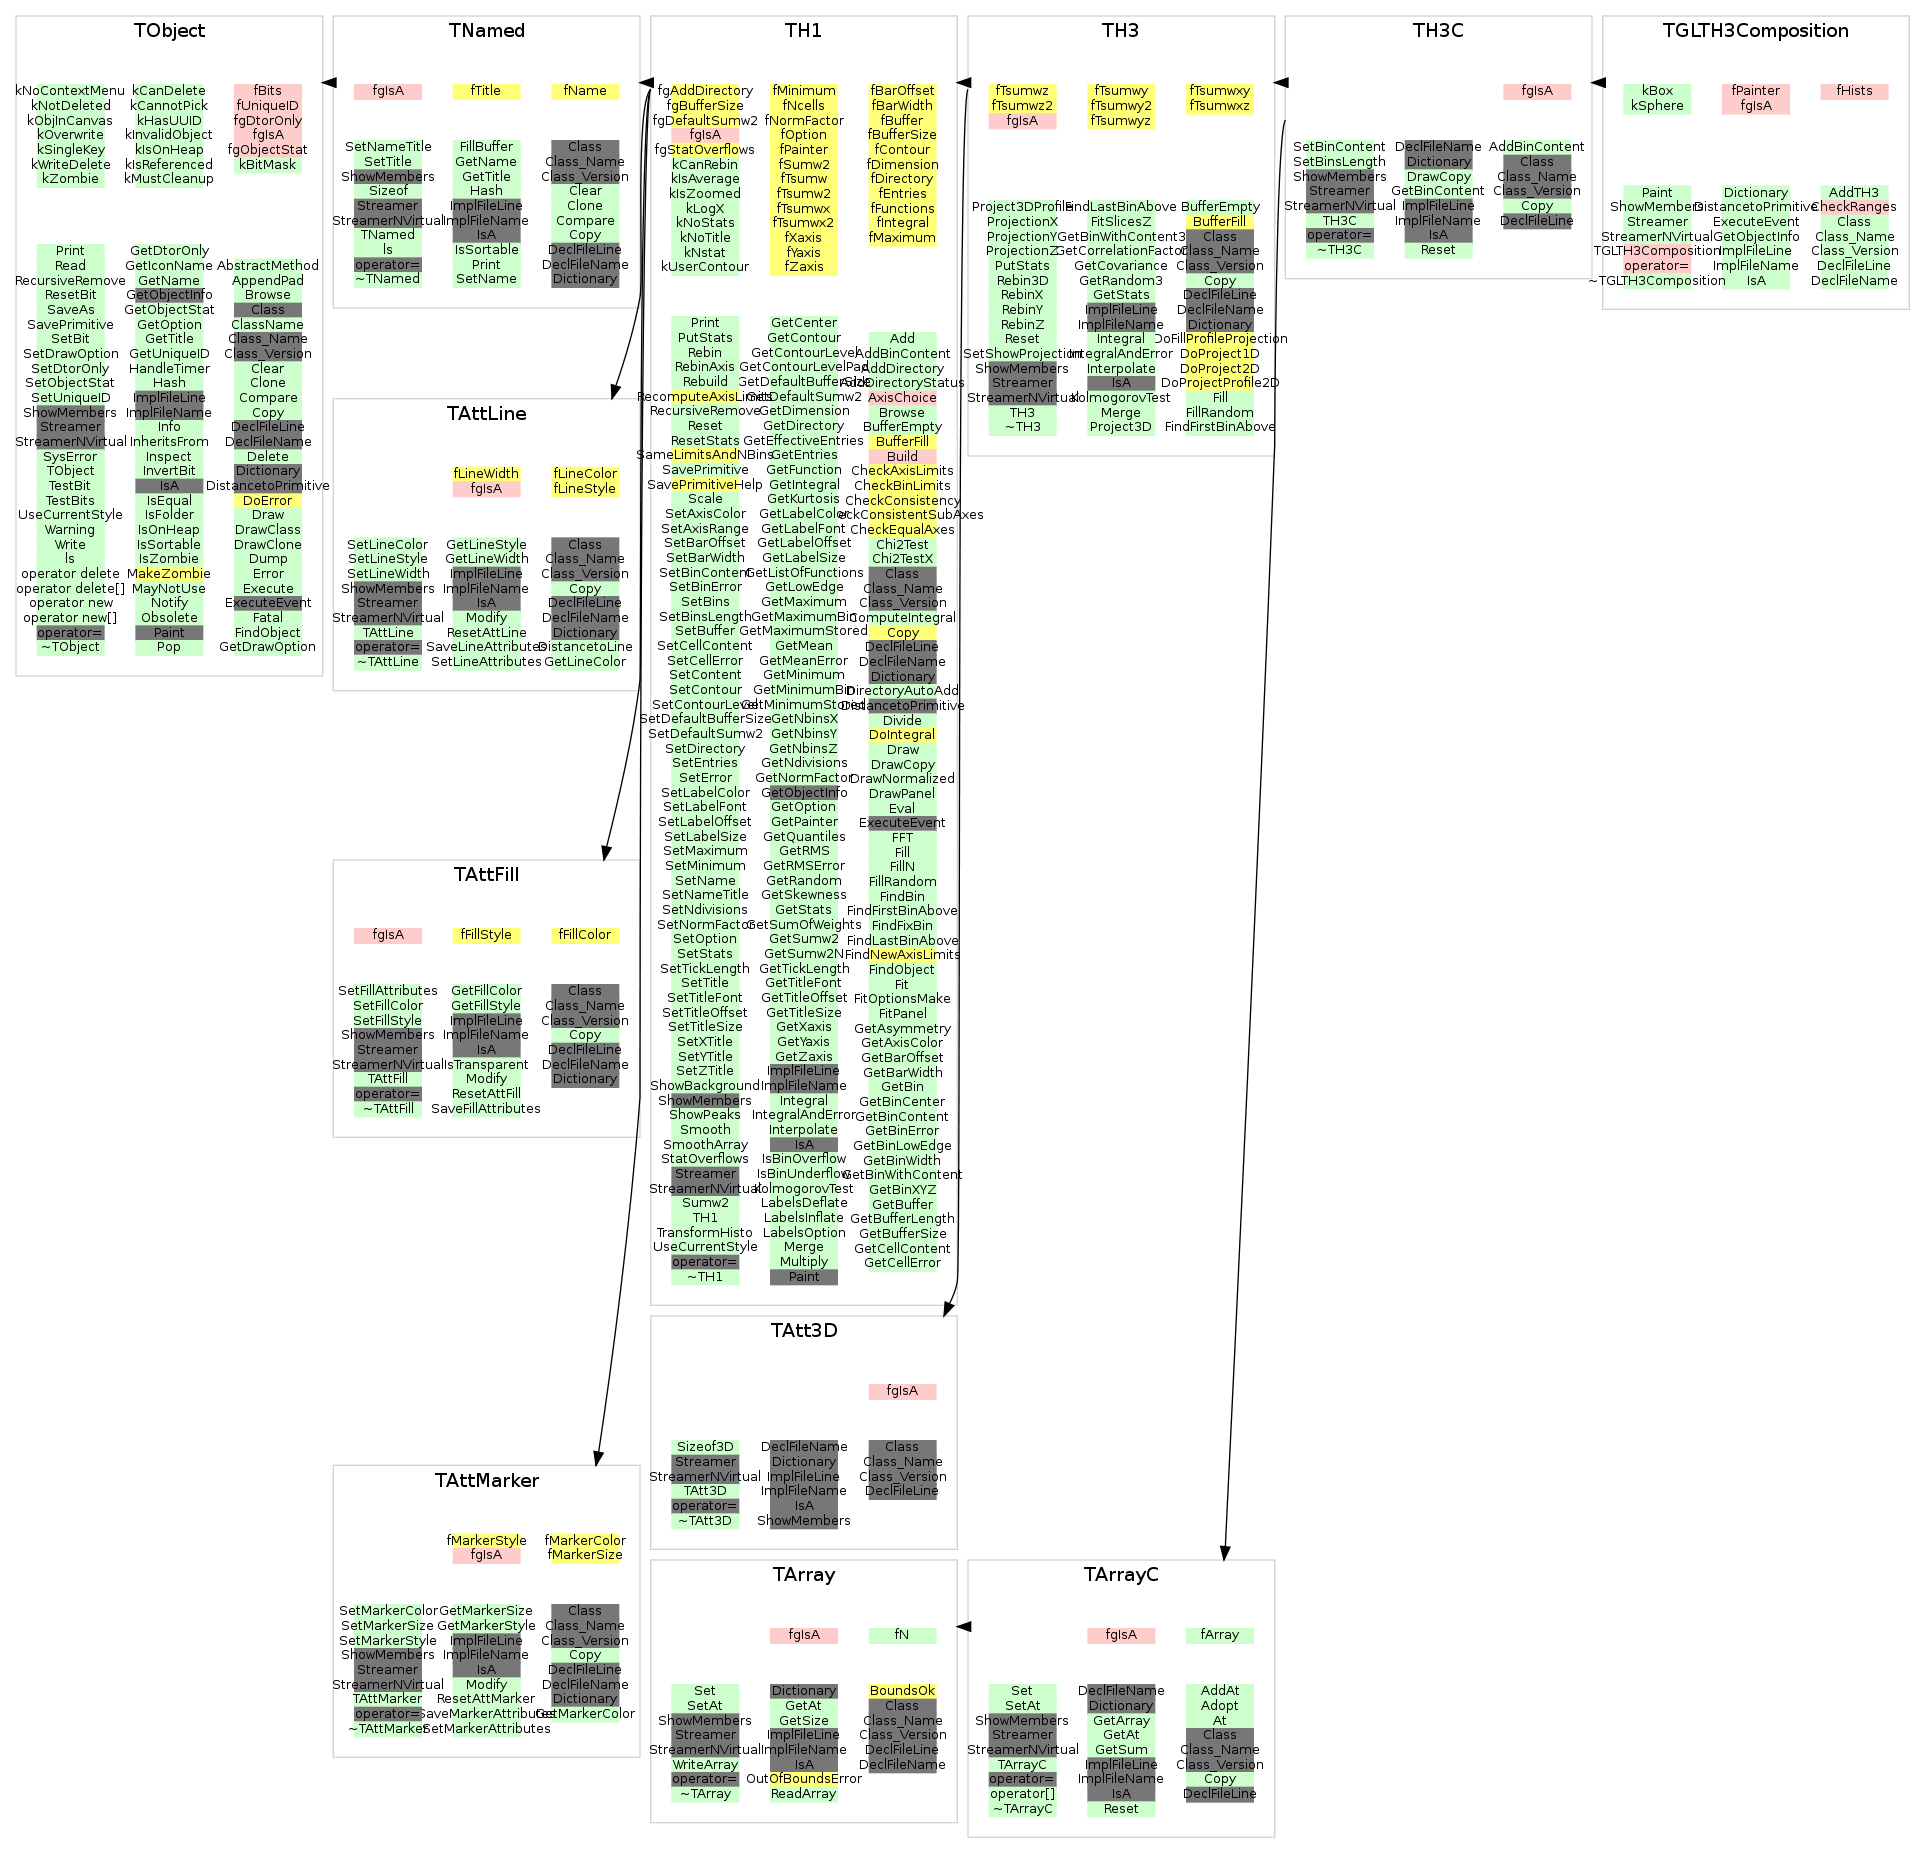 TObject
kNoContextMenu
kNotDeleted
kObjInCanvas
kOverwrite
kSingleKey
kWriteDelete
kZombie
kCanDelete
kCannotPick
kHasUUID
kInvalidObject
kIsOnHeap
kIsReferenced
kMustCleanup
fBits
fUniqueID
fgDtorOnly
fgIsA
fgObjectStat
kBitMask
Print
Read
RecursiveRemove
ResetBit
SaveAs
SavePrimitive
SetBit
SetDrawOption
SetDtorOnly
SetObjectStat
SetUniqueID
ShowMembers
Streamer
StreamerNVirtual
SysError
TObject
TestBit
TestBits
UseCurrentStyle
Warning
Write
ls
operator delete
operator delete[]
operator new
operator new[]
operator=
~TObject
GetDtorOnly
GetIconName
GetName
GetObjectInfo
GetObjectStat
GetOption
GetTitle
GetUniqueID
HandleTimer
Hash
ImplFileLine
ImplFileName
Info
InheritsFrom
Inspect
InvertBit
IsA
IsEqual
IsFolder
IsOnHeap
IsSortable
IsZombie
MakeZombie
MayNotUse
Notify
Obsolete
Paint
Pop
AbstractMethod
AppendPad
Browse
Class
ClassName
Class_Name
Class_Version
Clear
Clone
Compare
Copy
DeclFileLine
DeclFileName
Delete
Dictionary
DistancetoPrimitive
DoError
Draw
DrawClass
DrawClone
Dump
Error
Execute
ExecuteEvent
Fatal
FindObject
GetDrawOption
TNamed
fgIsA
fTitle
fName
SetNameTitle
SetTitle
ShowMembers
Sizeof
Streamer
StreamerNVirtual
TNamed
ls
operator=
~TNamed
FillBuffer
GetName
GetTitle
Hash
ImplFileLine
ImplFileName
IsA
IsSortable
Print
SetName
Class
Class_Name
Class_Version
Clear
Clone
Compare
Copy
DeclFileLine
DeclFileName
Dictionary
TAttLine
fLineWidth
fgIsA
fLineColor
fLineStyle
SetLineColor
SetLineStyle
SetLineWidth
ShowMembers
Streamer
StreamerNVirtual
TAttLine
operator=
~TAttLine
GetLineStyle
GetLineWidth
ImplFileLine
ImplFileName
IsA
Modify
ResetAttLine
SaveLineAttributes
SetLineAttributes
Class
Class_Name
Class_Version
Copy
DeclFileLine
DeclFileName
Dictionary
DistancetoLine
GetLineColor
TAttFill
fgIsA
fFillStyle
fFillColor
SetFillAttributes
SetFillColor
SetFillStyle
ShowMembers
Streamer
StreamerNVirtual
TAttFill
operator=
~TAttFill
GetFillColor
GetFillStyle
ImplFileLine
ImplFileName
IsA
IsTransparent
Modify
ResetAttFill
SaveFillAttributes
Class
Class_Name
Class_Version
Copy
DeclFileLine
DeclFileName
Dictionary
TAttMarker
fMarkerStyle
fgIsA
fMarkerColor
fMarkerSize
SetMarkerColor
SetMarkerSize
SetMarkerStyle
ShowMembers
Streamer
StreamerNVirtual
TAttMarker
operator=
~TAttMarker
GetMarkerSize
GetMarkerStyle
ImplFileLine
ImplFileName
IsA
Modify
ResetAttMarker
SaveMarkerAttributes
SetMarkerAttributes
Class
Class_Name
Class_Version
Copy
DeclFileLine
DeclFileName
Dictionary
GetMarkerColor
TH1
fgAddDirectory
fgBufferSize
fgDefaultSumw2
fgIsA
fgStatOverflows
kCanRebin
kIsAverage
kIsZoomed
kLogX
kNoStats
kNoTitle
kNstat
kUserContour
fMinimum
fNcells
fNormFactor
fOption
fPainter
fSumw2
fTsumw
fTsumw2
fTsumwx
fTsumwx2
fXaxis
fYaxis
fZaxis
fBarOffset
fBarWidth
fBuffer
fBufferSize
fContour
fDimension
fDirectory
fEntries
fFunctions
fIntegral
fMaximum
Print
PutStats
Rebin
RebinAxis
Rebuild
RecomputeAxisLimits
RecursiveRemove
Reset
ResetStats
SameLimitsAndNBins
SavePrimitive
SavePrimitiveHelp
Scale
SetAxisColor
SetAxisRange
SetBarOffset
SetBarWidth
SetBinContent
SetBinError
SetBins
SetBinsLength
SetBuffer
SetCellContent
SetCellError
SetContent
SetContour
SetContourLevel
SetDefaultBufferSize
SetDefaultSumw2
SetDirectory
SetEntries
SetError
SetLabelColor
SetLabelFont
SetLabelOffset
SetLabelSize
SetMaximum
SetMinimum
SetName
SetNameTitle
SetNdivisions
SetNormFactor
SetOption
SetStats
SetTickLength
SetTitle
SetTitleFont
SetTitleOffset
SetTitleSize
SetXTitle
SetYTitle
SetZTitle
ShowBackground
ShowMembers
ShowPeaks
Smooth
SmoothArray
StatOverflows
Streamer
StreamerNVirtual
Sumw2
TH1
TransformHisto
UseCurrentStyle
operator=
~TH1
GetCenter
GetContour
GetContourLevel
GetContourLevelPad
GetDefaultBufferSize
GetDefaultSumw2
GetDimension
GetDirectory
GetEffectiveEntries
GetEntries
GetFunction
GetIntegral
GetKurtosis
GetLabelColor
GetLabelFont
GetLabelOffset
GetLabelSize
GetListOfFunctions
GetLowEdge
GetMaximum
GetMaximumBin
GetMaximumStored
GetMean
GetMeanError
GetMinimum
GetMinimumBin
GetMinimumStored
GetNbinsX
GetNbinsY
GetNbinsZ
GetNdivisions
GetNormFactor
GetObjectInfo
GetOption
GetPainter
GetQuantiles
GetRMS
GetRMSError
GetRandom
GetSkewness
GetStats
GetSumOfWeights
GetSumw2
GetSumw2N
GetTickLength
GetTitleFont
GetTitleOffset
GetTitleSize
GetXaxis
GetYaxis
GetZaxis
ImplFileLine
ImplFileName
Integral
IntegralAndError
Interpolate
IsA
IsBinOverflow
IsBinUnderflow
KolmogorovTest
LabelsDeflate
LabelsInflate
LabelsOption
Merge
Multiply
Paint
Add
AddBinContent
AddDirectory
AddDirectoryStatus
AxisChoice
Browse
BufferEmpty
BufferFill
Build
CheckAxisLimits
CheckBinLimits
CheckConsistency
eckConsistentSubAxes
CheckEqualAxes
Chi2Test
Chi2TestX
Class
Class_Name
Class_Version
ComputeIntegral
Copy
DeclFileLine
DeclFileName
Dictionary
DirectoryAutoAdd
DistancetoPrimitive
Divide
DoIntegral
Draw
DrawCopy
DrawNormalized
DrawPanel
Eval
ExecuteEvent
FFT
Fill
FillN
FillRandom
FindBin
FindFirstBinAbove
FindFixBin
FindLastBinAbove
FindNewAxisLimits
FindObject
Fit
FitOptionsMake
FitPanel
GetAsymmetry
GetAxisColor
GetBarOffset
GetBarWidth
GetBin
GetBinCenter
GetBinContent
GetBinError
GetBinLowEdge
GetBinWidth
GetBinWithContent
GetBinXYZ
GetBuffer
GetBufferLength
GetBufferSize
GetCellContent
GetCellError
TAtt3D
fgIsA
Sizeof3D
Streamer
StreamerNVirtual
TAtt3D
operator=
~TAtt3D
DeclFileName
Dictionary
ImplFileLine
ImplFileName
IsA
ShowMembers
Class
Class_Name
Class_Version
DeclFileLine
TArray
fgIsA
fN
Set
SetAt
ShowMembers
Streamer
StreamerNVirtual
WriteArray
operator=
~TArray
Dictionary
GetAt
GetSize
ImplFileLine
ImplFileName
IsA
OutOfBoundsError
ReadArray
BoundsOk
Class
Class_Name
Class_Version
DeclFileLine
DeclFileName
TH3
fTsumwz
fTsumwz2
fgIsA
fTsumwy
fTsumwy2
fTsumwyz
fTsumwxy
fTsumwxz
Project3DProfile
ProjectionX
ProjectionY
ProjectionZ
PutStats
Rebin3D
RebinX
RebinY
RebinZ
Reset
SetShowProjection
ShowMembers
Streamer
StreamerNVirtual
TH3
~TH3
FindLastBinAbove
FitSlicesZ
GetBinWithContent3
GetCorrelationFactor
GetCovariance
GetRandom3
GetStats
ImplFileLine
ImplFileName
Integral
IntegralAndError
Interpolate
IsA
KolmogorovTest
Merge
Project3D
BufferEmpty
BufferFill
Class
Class_Name
Class_Version
Copy
DeclFileLine
DeclFileName
Dictionary
DoFillProfileProjection
DoProject1D
DoProject2D
DoProjectProfile2D
Fill
FillRandom
FindFirstBinAbove
TArrayC
fgIsA
fArray
Set
SetAt
ShowMembers
Streamer
StreamerNVirtual
TArrayC
operator=
operator[]
~TArrayC
DeclFileName
Dictionary
GetArray
GetAt
GetSum
ImplFileLine
ImplFileName
IsA
Reset
AddAt
Adopt
At
Class
Class_Name
Class_Version
Copy
DeclFileLine
TH3C
fgIsA
SetBinContent
SetBinsLength
ShowMembers
Streamer
StreamerNVirtual
TH3C
operator=
~TH3C
DeclFileName
Dictionary
DrawCopy
GetBinContent
ImplFileLine
ImplFileName
IsA
Reset
AddBinContent
Class
Class_Name
Class_Version
Copy
DeclFileLine
TGLTH3Composition
kBox
kSphere
fPainter
fgIsA
fHists
Paint
ShowMembers
Streamer
StreamerNVirtual
TGLTH3Composition
operator=
~TGLTH3Composition
Dictionary
DistancetoPrimitive
ExecuteEvent
GetObjectInfo
ImplFileLine
ImplFileName
IsA
AddTH3
CheckRanges
Class
Class_Name
Class_Version
DeclFileLine
DeclFileName